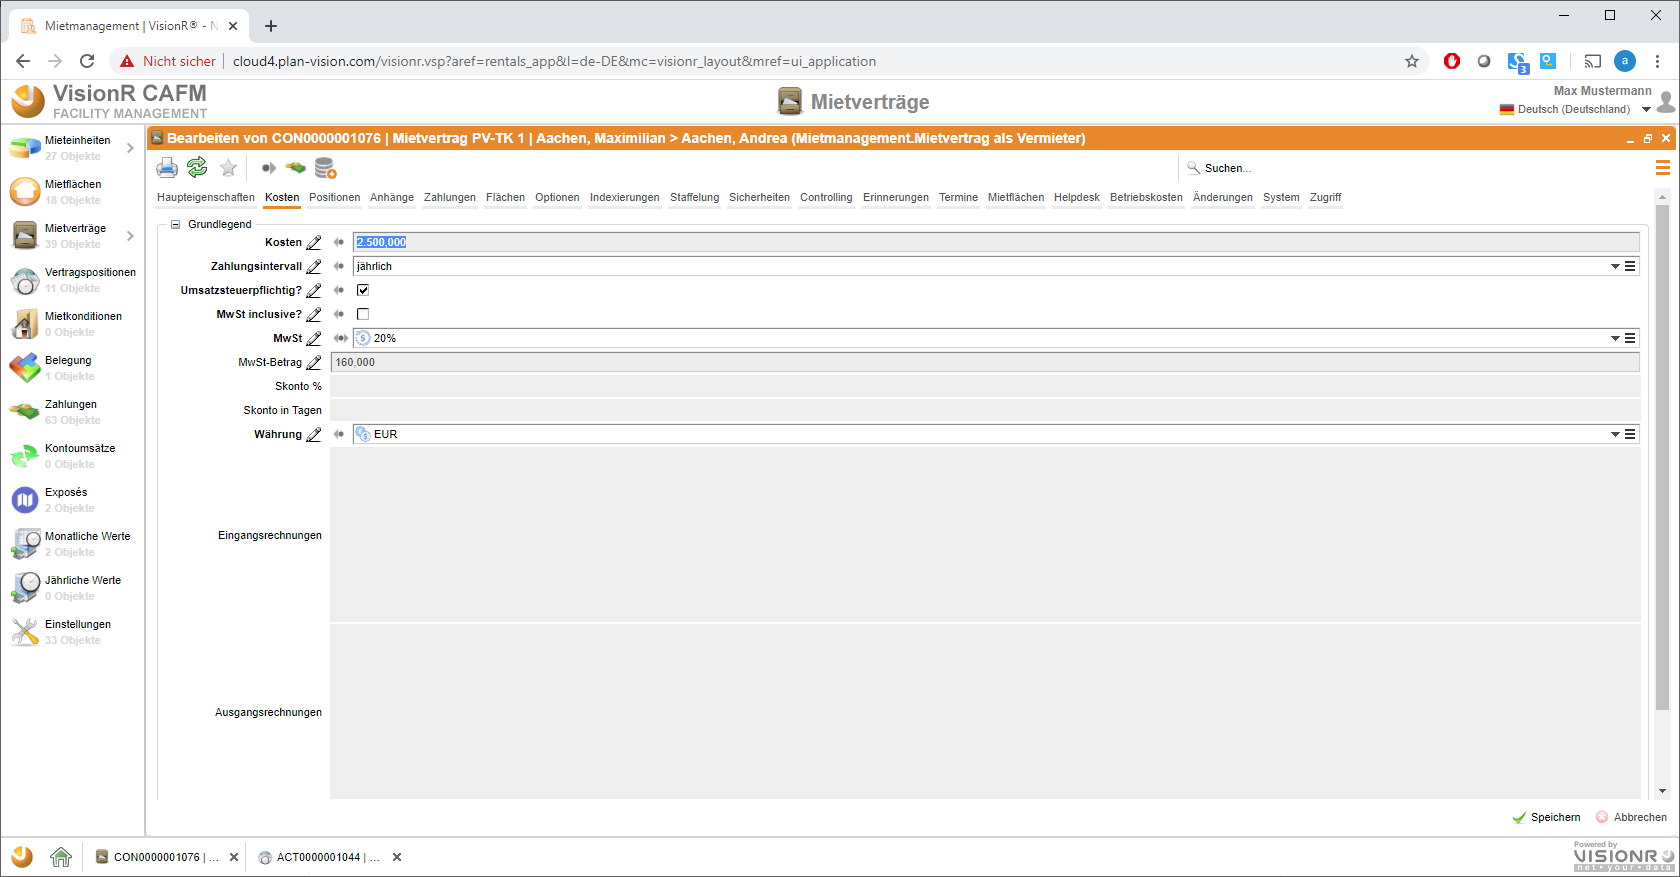 Mietmanagement | VisionR® - N
Nicht sicher | cloud4.plan-vision.com/visionr.vsp?aref=rentals_app&l=de-DE&mc=visionr_layout&mref=ui_application
3
a
VisionR CAFM
FACILITY MANAGEMENT
Mietverträge
Max Mustermann
Deutsch (Deutschland)
Mieteinheiten
27 Objekte
Mietflächen
18 Objekte
Mietverträge
39 Objekte
Vertragspositionen
11 Objekte
Mietkonditionen
0 Objekte
Belegung
1 Objekte
Zahlungen
63 Objekte
Kontoumsätze
0 Objekte
Exposés
2 Objekte
Monatliche Werte
2 Objekte
Jährliche Werte
0 Objekte
Einstellungen
33 Objekte
Bearbeiten von CON0000001076 | Mietvertrag PV-TK 1 | Aachen, Maximilian > Aachen, Andrea (Mietmanagement.Mietvertrag als Vermieter)
Suchen...
Haupteigenschaften Kosten Positionen Anhänge Zahlungen Flächen Optionen Indexierungen Staffelung Sicherheiten Controlling Erinnerungen Termine Mietflächen Helpdesk Betriebskosten Änderungen System Zugriff
Grundlegend
Kosten 2.500,000
Zahlungsintervall jährlich
Umsatzsteuerpflichtig?
MwSt inclusive?
MwSt 20%
MwSt-Betrag 160,000
Skonto %
Skonto in Tagen
Währung EUR
Eingangsrechnungen
Ausgangsrechnungen
Speichern Abbrechen
CON0000001076 | ...
ACT0000001044 | ...
Powered by
VISIONR
net • your • data